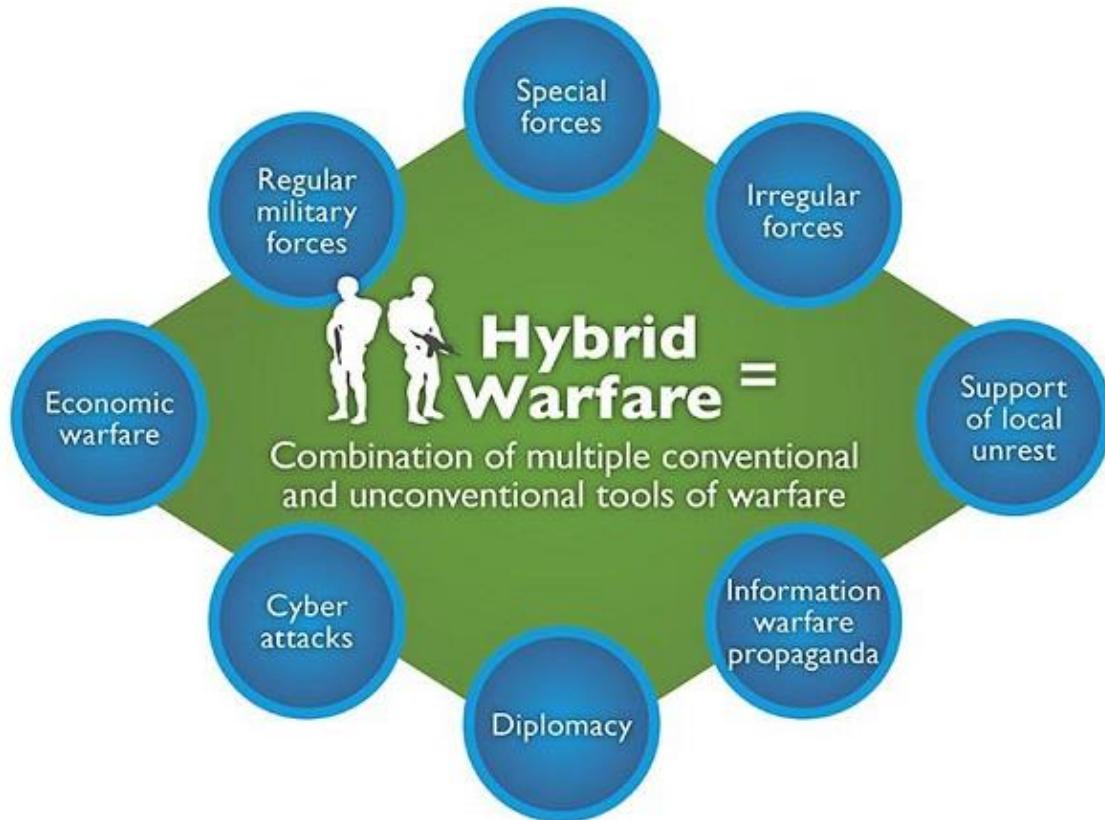 Special
forces
Regular
military
forces
Irregular
forces
Hybrid
Warfare =
Combination of multiple conventional
and unconventional tools of warfare
Economic
warfare
Support
of local
unrest
Cyber
attacks
Information
warfare
propaganda
Diplomacy